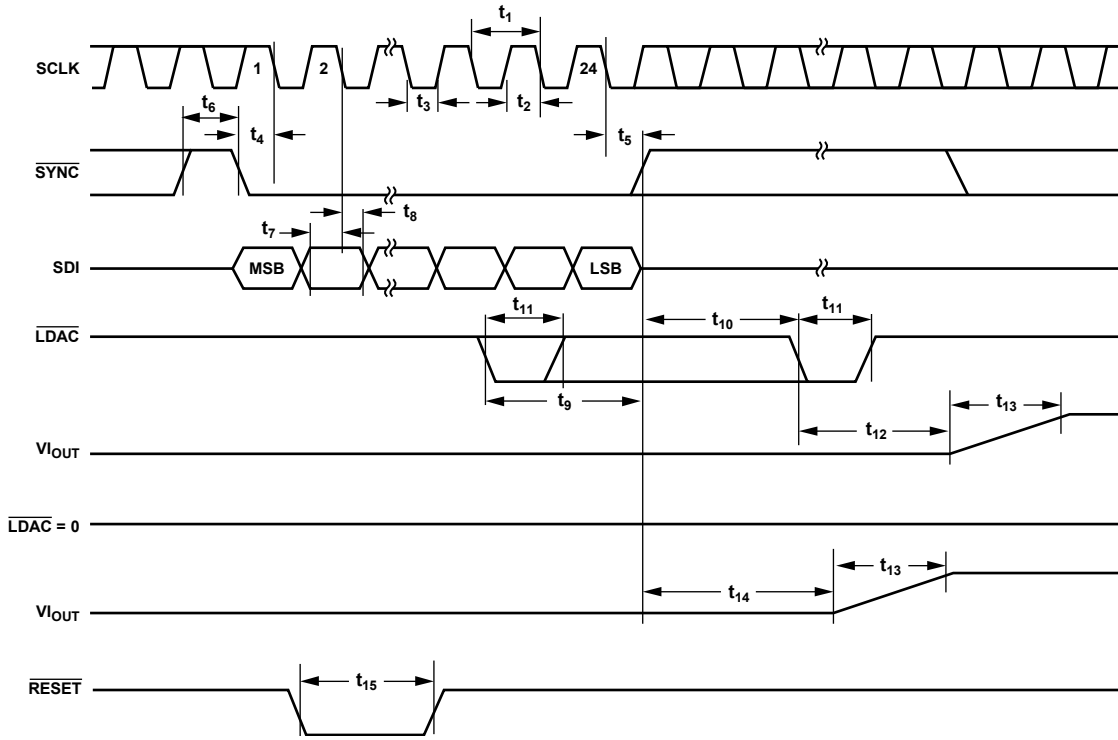 t1
SCLK
1
2
24
t3
t2
t6
t4
t5
SYNC
t7
t8
SDI
MSB
LSB
t11
t10
t11
LDAC
t9
t12
t13
VIOUT
LDAC = 0
t13
t14
VIOUT
t15
RESET